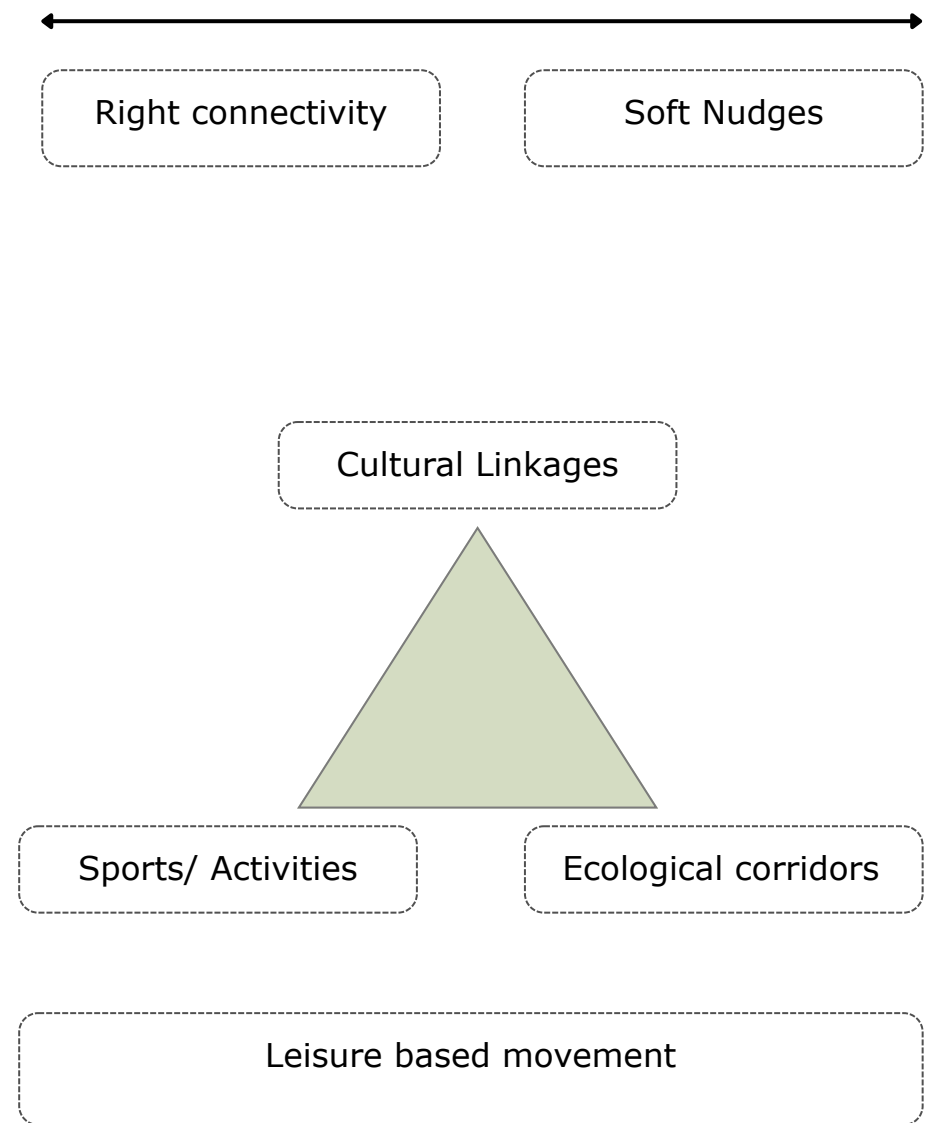 Right connectivity
Soft Nudges
Cultural Linkages
Sports/ Activities
Ecological corridors
Leisure based movement